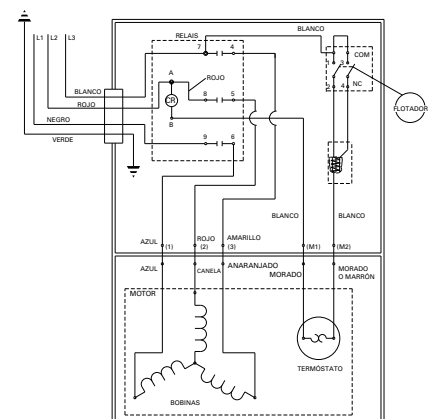 L1 L2 L3
RELAIS
BLANCO
7 4
COM
1 3
A
ROJO
2 4
NC
FLOTADOR
BLANCO
CR
8 5
ROJO
B
NEGRO
9 6
VERDE
BLANCO
BLANCO
AZUL (1)
ROJO (2)
AMARILLO (3)
(M1) (M2)
AZUL
CANELA
ANARANJADO
MORADO
MORADO
O MARRÓN
MOTOR
TERMÓSTATO
BOBINAS